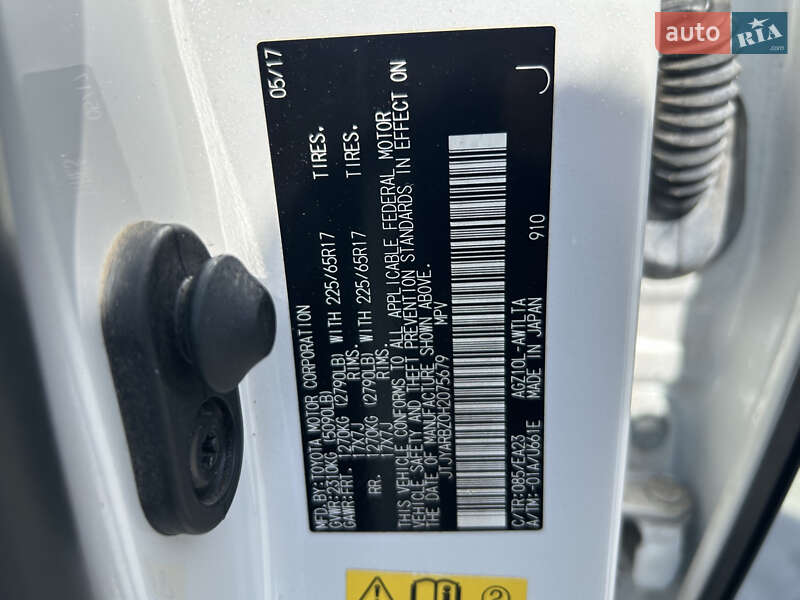 auto RIA
.com
MFD.BY:TOYOTA MOTOR CORPORATION 05/17
GVWR:2310KG (5090LB)
GAWR:FRT. 1270KG (2790LB) WITH 225/65R17 TIRES.
17X7J RIMS.
RR. 1270KG (2790LB) WITH 225/65R17 TIRES.
17X7J RIMS.
THIS VEHICLE CONFORMS TO ALL APPLICABLE FEDERAL MOTOR
VEHICLE SAFETY AND THEFT PREVENTION STANDARDS IN EFFECT ON
THE DATE OF MANUFACTURE SHOWN ABOVE.
JTJYARBZ0H2075679 MPV
C/TR:085/EA23 AGZ10L-AWTLTA 910
A/TM:-01A/U661E MADE IN JAPAN
J